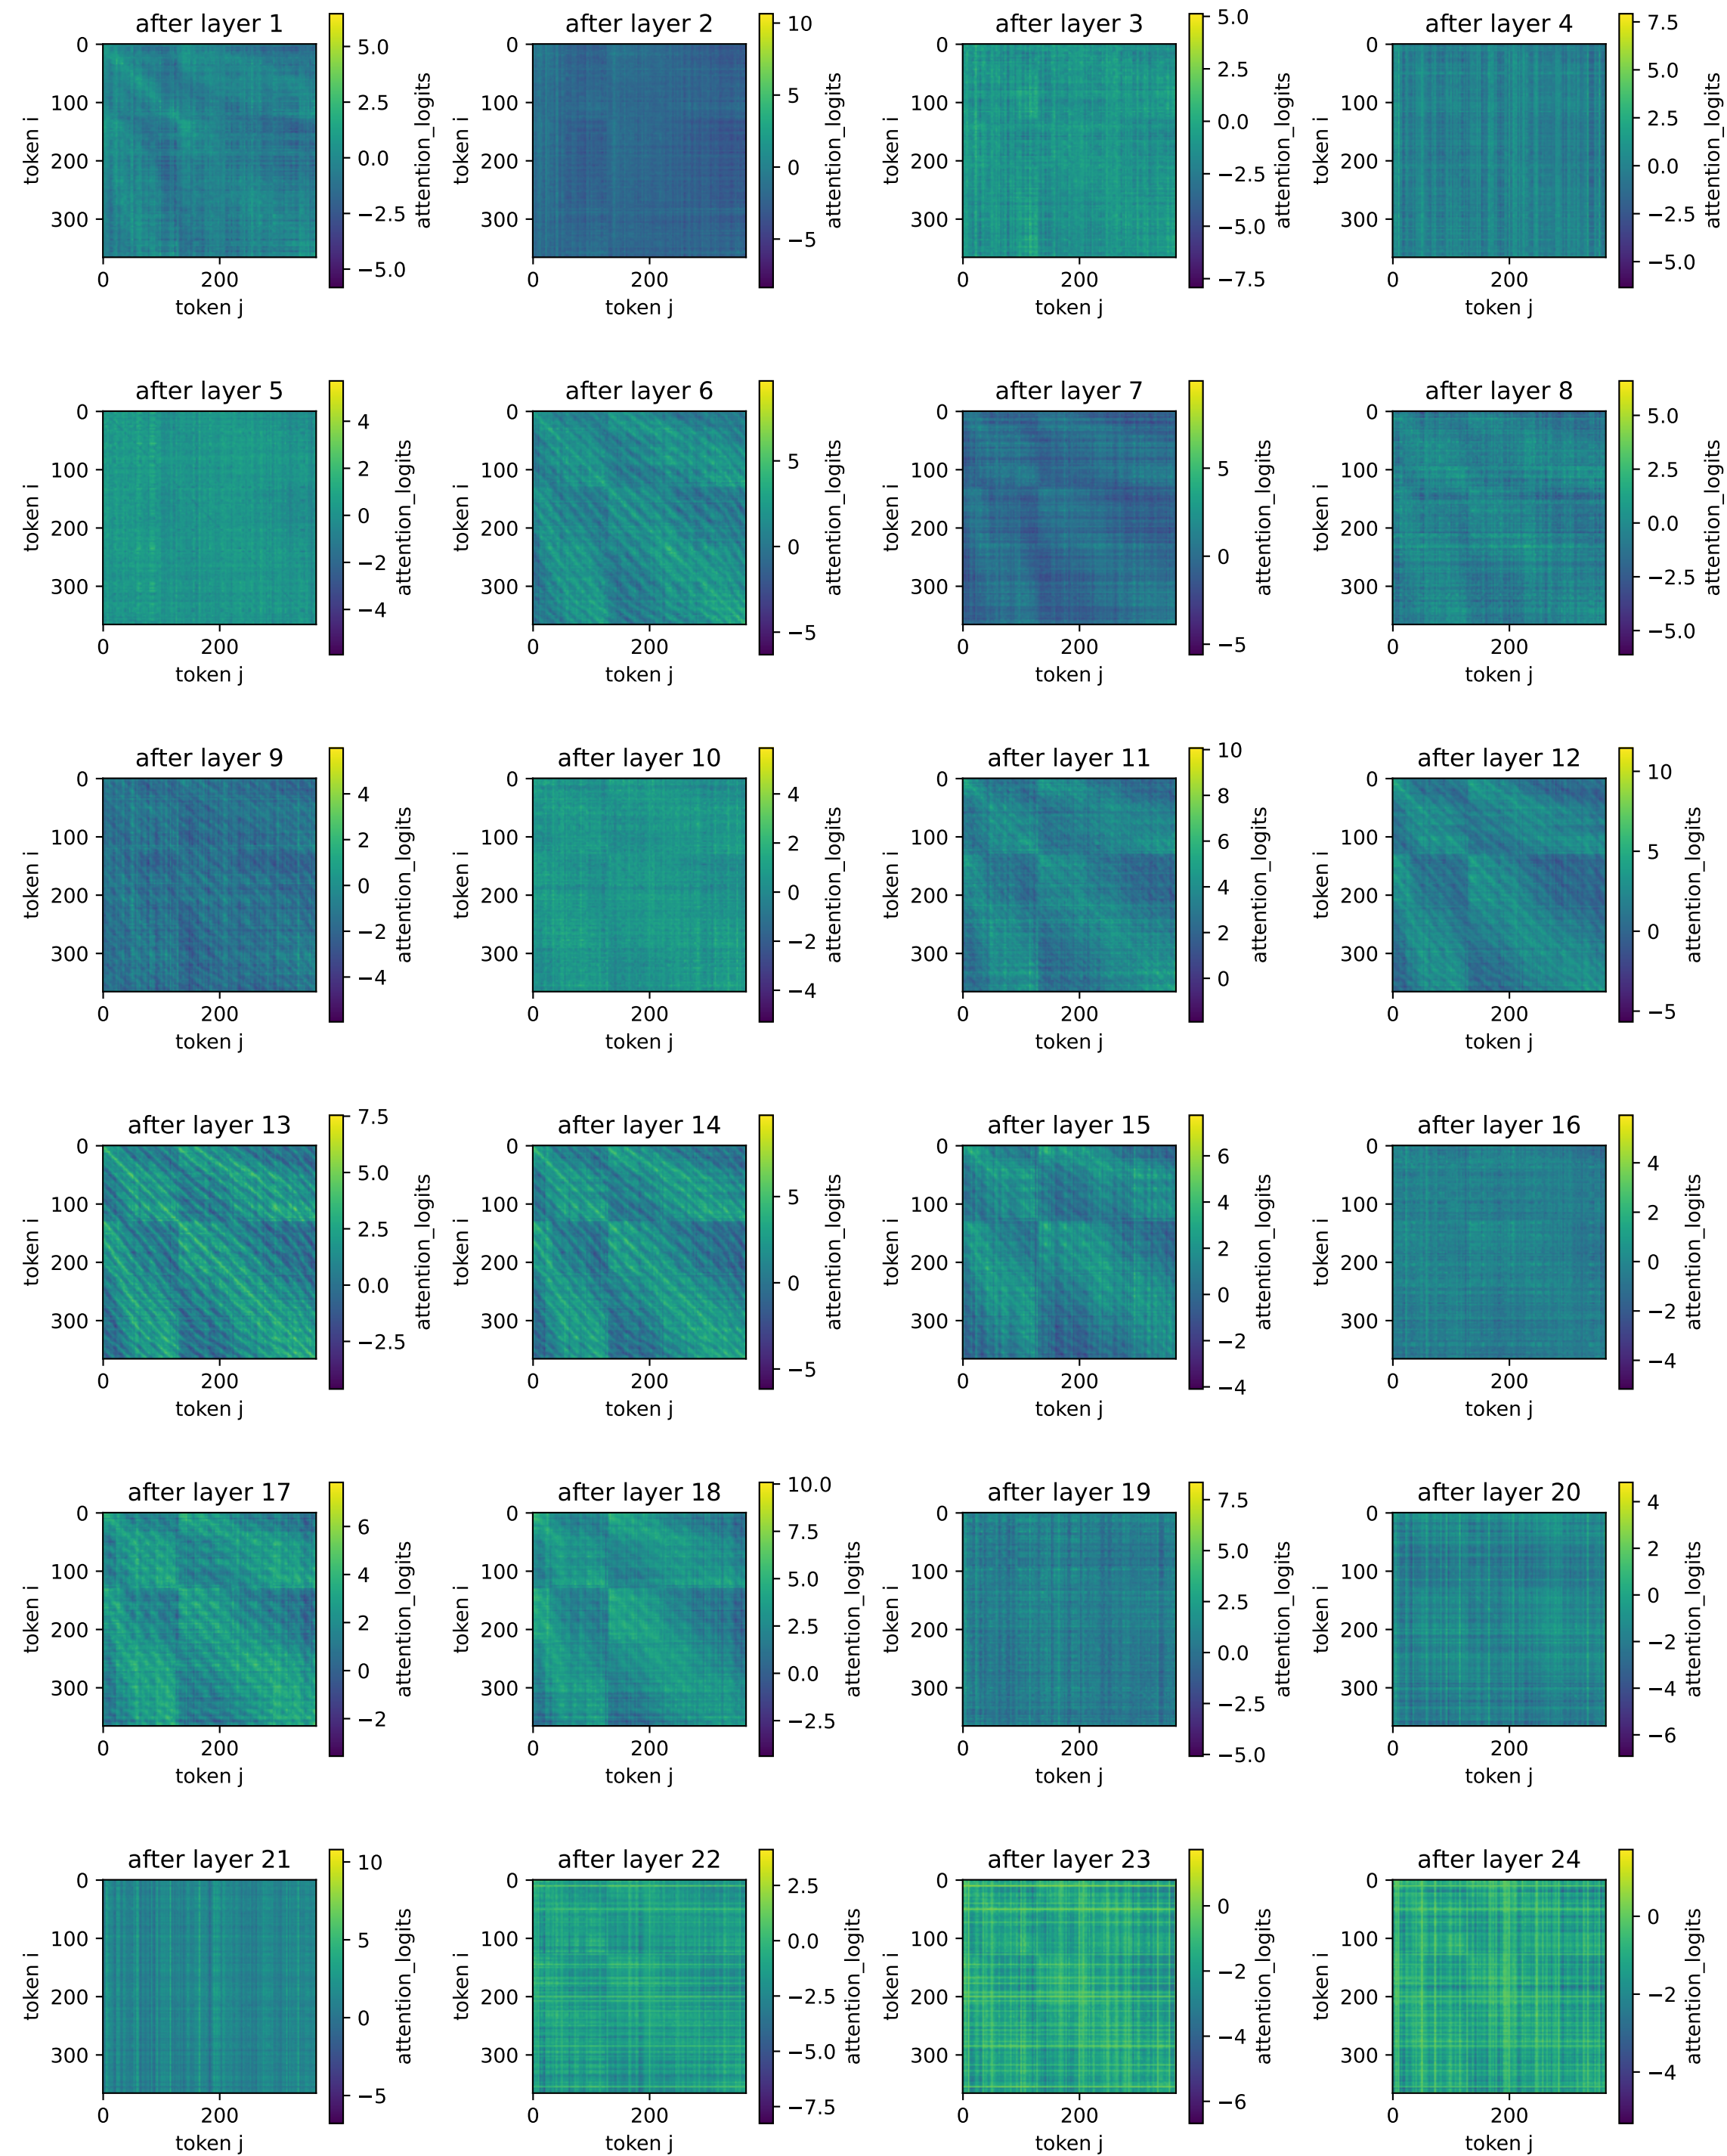 after layer 1
0
100
200
300
token i
0 200
token j
5.0
2.5
0.0
−2.5
−5.0
attention_logits
after layer 2
0
100
200
300
token i
0 200
token j
10
5
0
−5
attention_logits
after layer 3
0
100
200
300
token i
0 200
token j
5.0
2.5
0.0
−2.5
−5.0
−7.5
attention_logits
after layer 4
0
100
200
300
token i
0 200
token j
7.5
5.0
2.5
0.0
−2.5
−5.0
attention_logits
after layer 5
0
100
200
300
token i
0 200
token j
4
2
0
−2
−4
attention_logits
after layer 6
0
100
200
300
token i
0 200
token j
5
0
−5
attention_logits
after layer 7
0
100
200
300
token i
0 200
token j
5
0
−5
attention_logits
after layer 8
0
100
200
300
token i
0 200
token j
5.0
2.5
0.0
−2.5
−5.0
attention_logits
after layer 9
0
100
200
300
token i
0 200
token j
4
2
0
−2
−4
attention_logits
after layer 10
0
100
200
300
token i
0 200
token j
4
2
0
−2
−4
attention_logits
after layer 11
0
100
200
300
token i
0 200
token j
10
8
6
4
2
0
attention_logits
after layer 12
0
100
200
300
token i
0 200
token j
10
5
0
−5
attention_logits
after layer 13
0
100
200
300
token i
0 200
token j
7.5
5.0
2.5
0.0
−2.5
attention_logits
after layer 14
0
100
200
300
token i
0 200
token j
5
0
−5
attention_logits
after layer 15
0
100
200
300
token i
0 200
token j
6
4
2
0
−2
−4
attention_logits
after layer 16
0
100
200
300
token i
0 200
token j
4
2
0
−2
−4
attention_logits
after layer 17
0
100
200
300
token i
0 200
token j
6
4
2
0
−2
attention_logits
after layer 18
0
100
200
300
token i
0 200
token j
10.0
7.5
5.0
2.5
0.0
−2.5
attention_logits
after layer 19
0
100
200
300
token i
0 200
token j
7.5
5.0
2.5
0.0
−2.5
−5.0
attention_logits
after layer 20
0
100
200
300
token i
0 200
token j
4
2
0
−2
−4
−6
attention_logits
after layer 21
0
100
200
300
token i
0 200
token j
10
5
0
−5
attention_logits
after layer 22
0
100
200
300
token i
0 200
token j
2.5
0.0
−2.5
−5.0
−7.5
attention_logits
after layer 23
0
100
200
300
token i
0 200
token j
0
−2
−4
−6
attention_logits
after layer 24
0
100
200
300
token i
0 200
token j
0
−2
−4
attention_logits